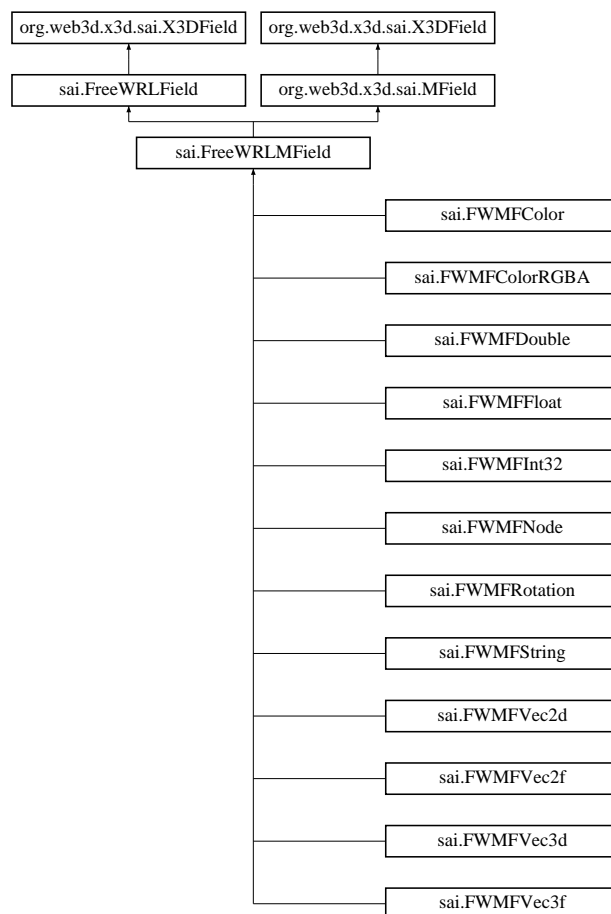 org.web3d.x3d.sai.X3DField org.web3d.x3d.sai.X3DField
sai.FreeWRLField org.web3d.x3d.sai.MField
sai.FreeWRLMField
sai.FWMFColor
sai.FWMFColorRGBA
sai.FWMFDouble
sai.FWMFFloat
sai.FWMFInt32
sai.FWMFNode
sai.FWMFRotation
sai.FWMFString
sai.FWMFVec2d
sai.FWMFVec2f
sai.FWMFVec3d
sai.FWMFVec3f